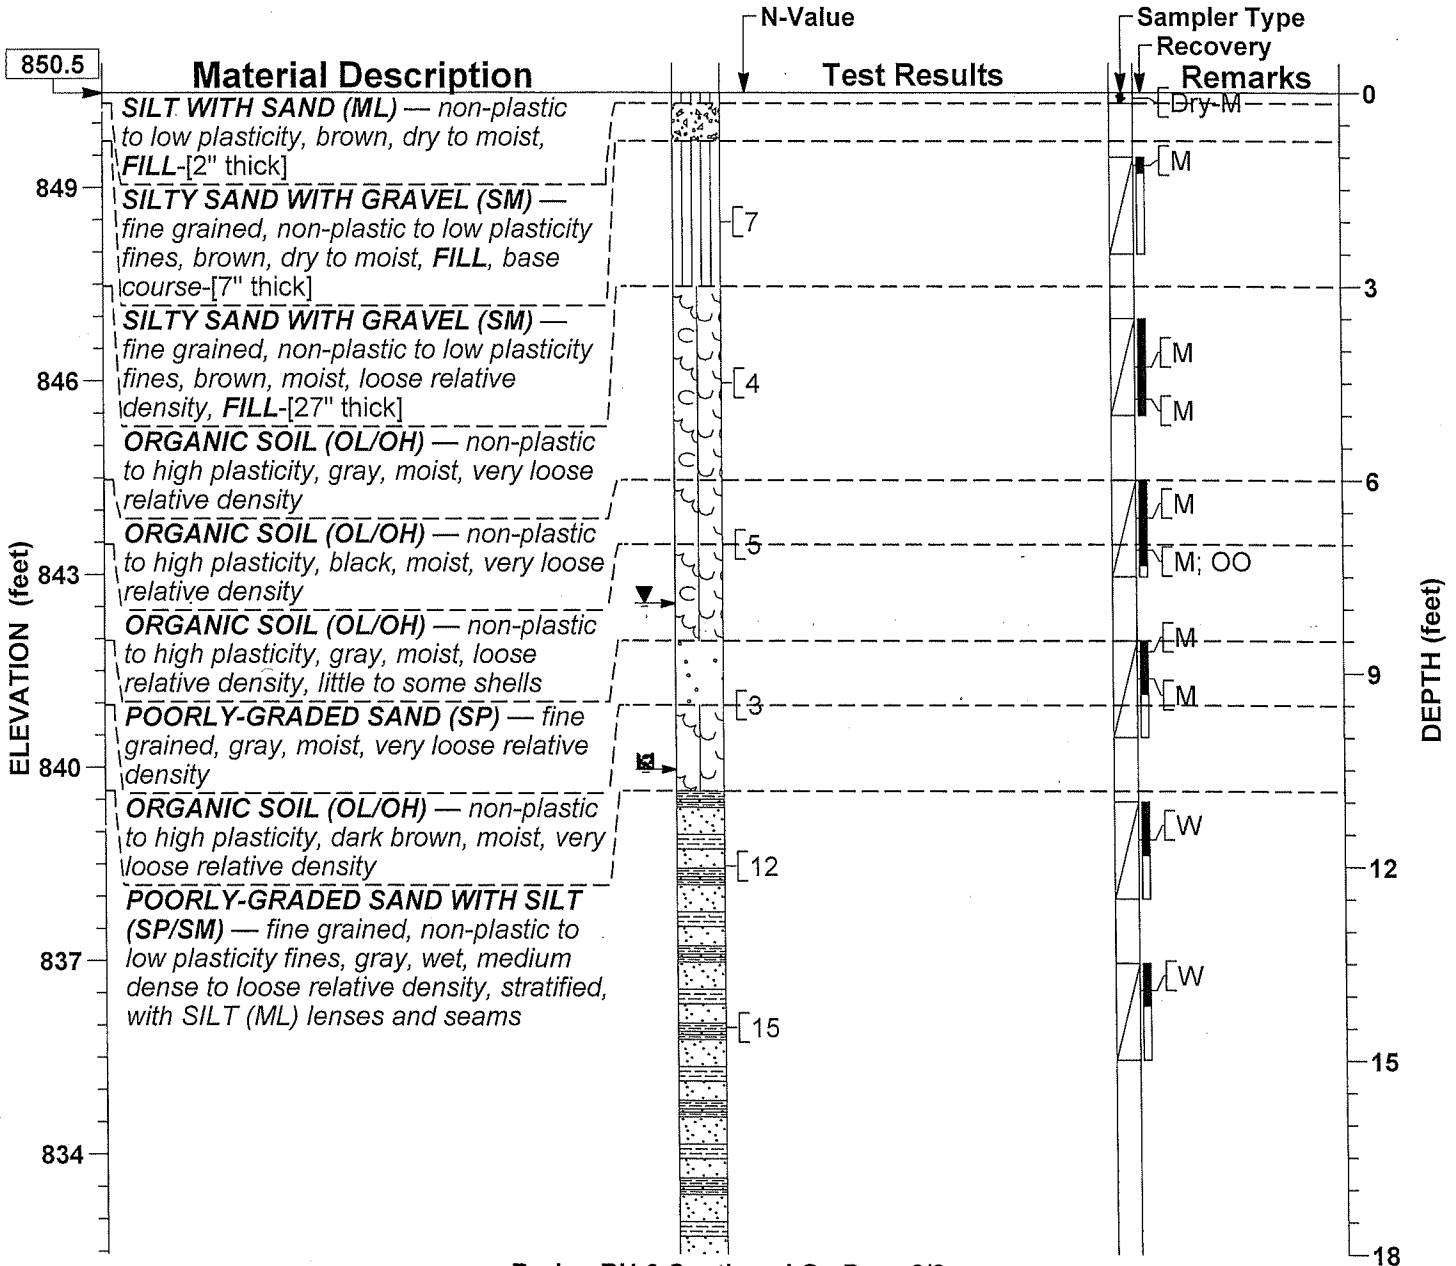 N-Value
Sampler Type
Recovery
850.5
Material Description
Test Results
Remarks
0
SILT WITH SAND (ML) — non-plastic
to low plasticity, brown, dry to moist,
FILL-[2" thick]
Dry-M
M
849
SILTY SAND WITH GRAVEL (SM) —
fine grained, non-plastic to low plasticity
fines, brown, dry to moist, FILL, base
course-[7" thick]
7
3
SILTY SAND WITH GRAVEL (SM) —
fine grained, non-plastic to low plasticity
fines, brown, moist, loose relative
density, FILL-[27" thick]
846
4
M
M
ORGANIC SOIL (OL/OH) — non-plastic
to high plasticity, gray, moist, very loose
relative density
6
M
ORGANIC SOIL (OL/OH) — non-plastic
to high plasticity, black, moist, very loose
relative density
5
M; OO
843
ELEVATION (feet)
DEPTH (feet)
ORGANIC SOIL (OL/OH) — non-plastic
to high plasticity, gray, moist, loose
relative density, little to some shells
M
9
M
POORLY-GRADED SAND (SP) — fine
grained, gray, moist, very loose relative
density
3
840
ORGANIC SOIL (OL/OH) — non-plastic
to high plasticity, dark brown, moist, very
loose relative density
W
12
12
POORLY-GRADED SAND WITH SILT
(SP/SM) — fine grained, non-plastic to
low plasticity fines, gray, wet, medium
dense to loose relative density, stratified,
with SILT (ML) lenses and seams
837
W
15
15
834
18